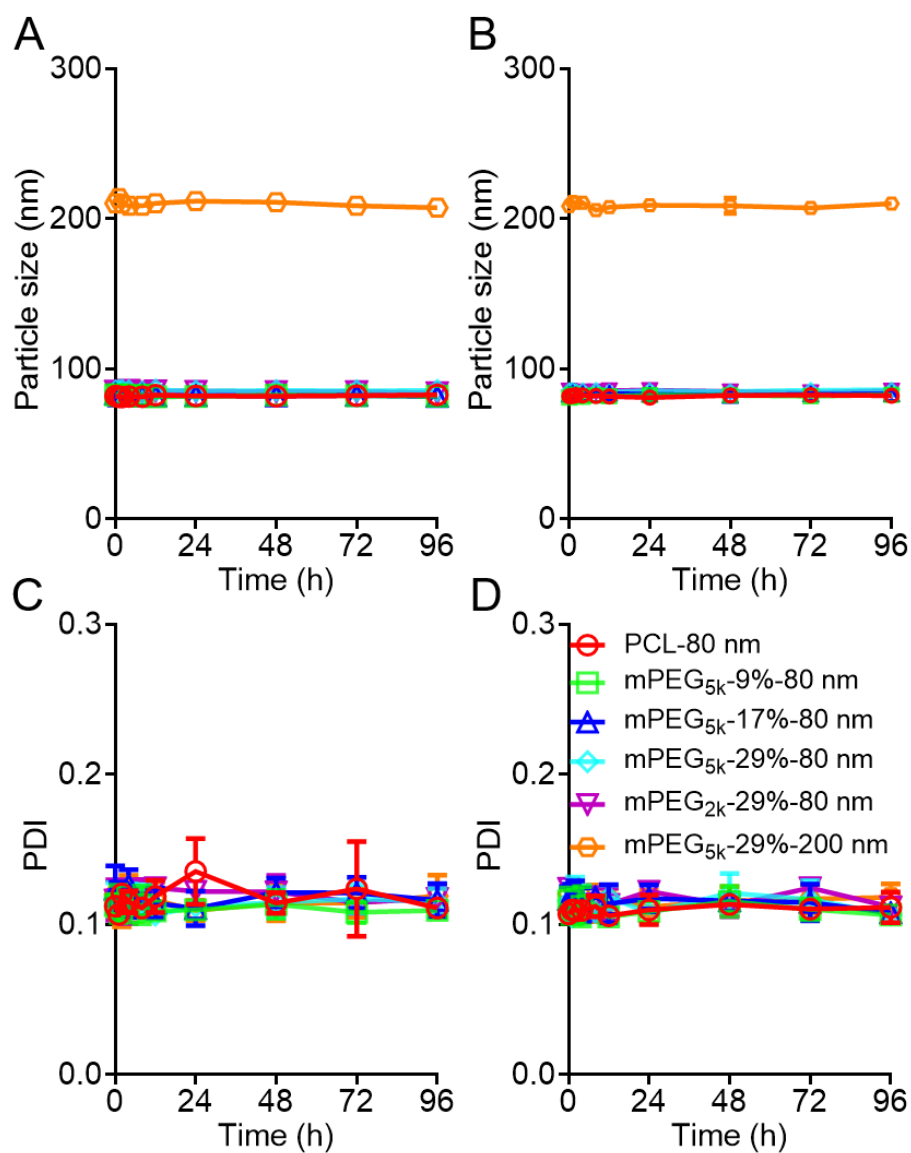 A
B
300
200
100
0
Particle size (nm)
0 24 48 72 96
Time (h)
300
200
100
0
Particle size (nm)
0 24 48 72 96
Time (h)
C
D
0.3
0.2
0.1
0.0
PDI
0 24 48 72 96
Time (h)
0.3
0.2
0.1
0.0
PDI
PCL-80 nm
mPEG5k-9%-80 nm
mPEG5k-17%-80 nm
mPEG5k-29%-80 nm
mPEG2k-29%-80 nm
mPEG5k-29%-200 nm
0 24 48 72 96
Time (h)